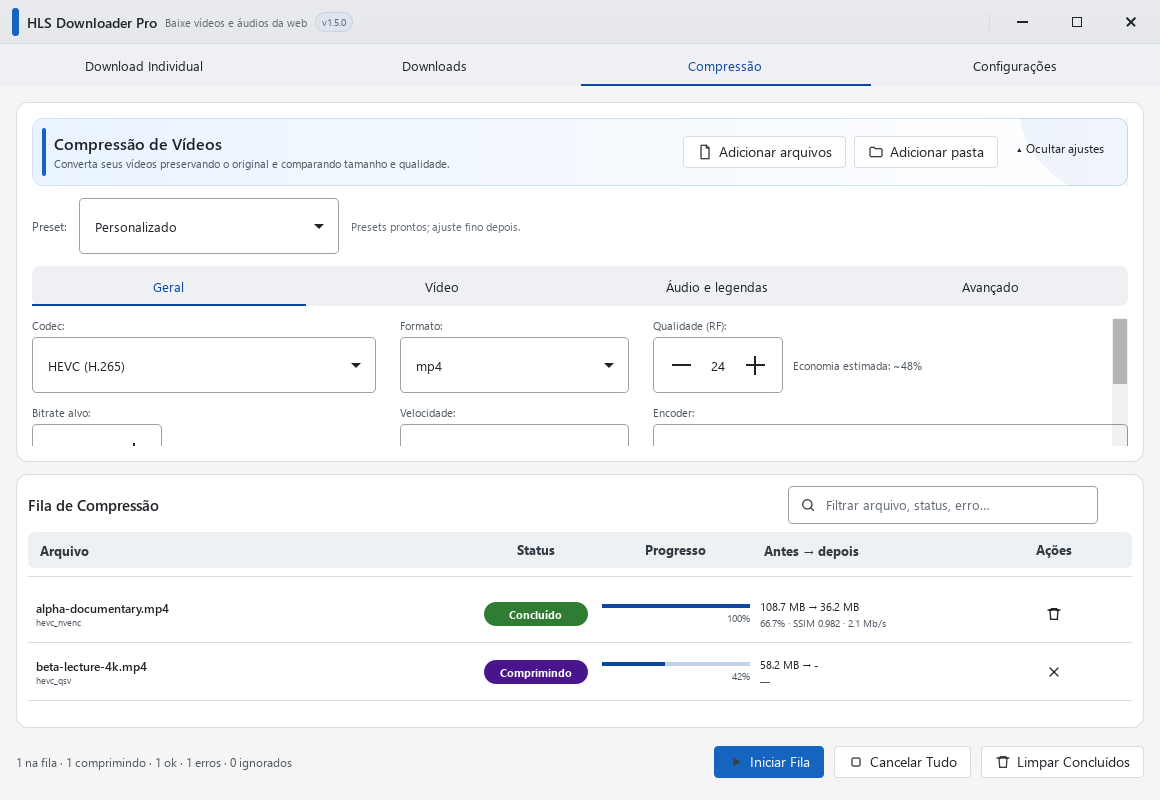 HLS Downloader Pro Baixe vídeos e áudios da web v1.5.0
Download Individual Downloads Compressão Configurações
Compressão de Vídeos
Converta seus vídeos preservando o original e comparando tamanho e qualidade.
Adicionar arquivos Adicionar pasta ▴ Ocultar ajustes
Preset: Personalizado Presets prontos; ajuste fino depois.
Geral Vídeo Áudio e legendas Avançado
Codec: Formato: Qualidade (RF):
HEVC (H.265) mp4 24 Economia estimada: ~48%
Bitrate alvo: Velocidade: Encoder:
Fila de Compressão Filtrar arquivo, status, erro...
Arquivo Status Progresso Antes → depois Ações
alpha-documentary.mp4 Concluído 108.7 MB → 36.2 MB
hevc_nvenc 100% 66.7% · SSIM 0.982 · 2.1 Mb/s
beta-lecture-4k.mp4 Comprimindo 58.2 MB → -
hevc_qsv 42% —
1 na fila · 1 comprimindo · 1 ok · 1 erros · 0 ignorados Iniciar Fila Cancelar Tudo Limpar Concluídos